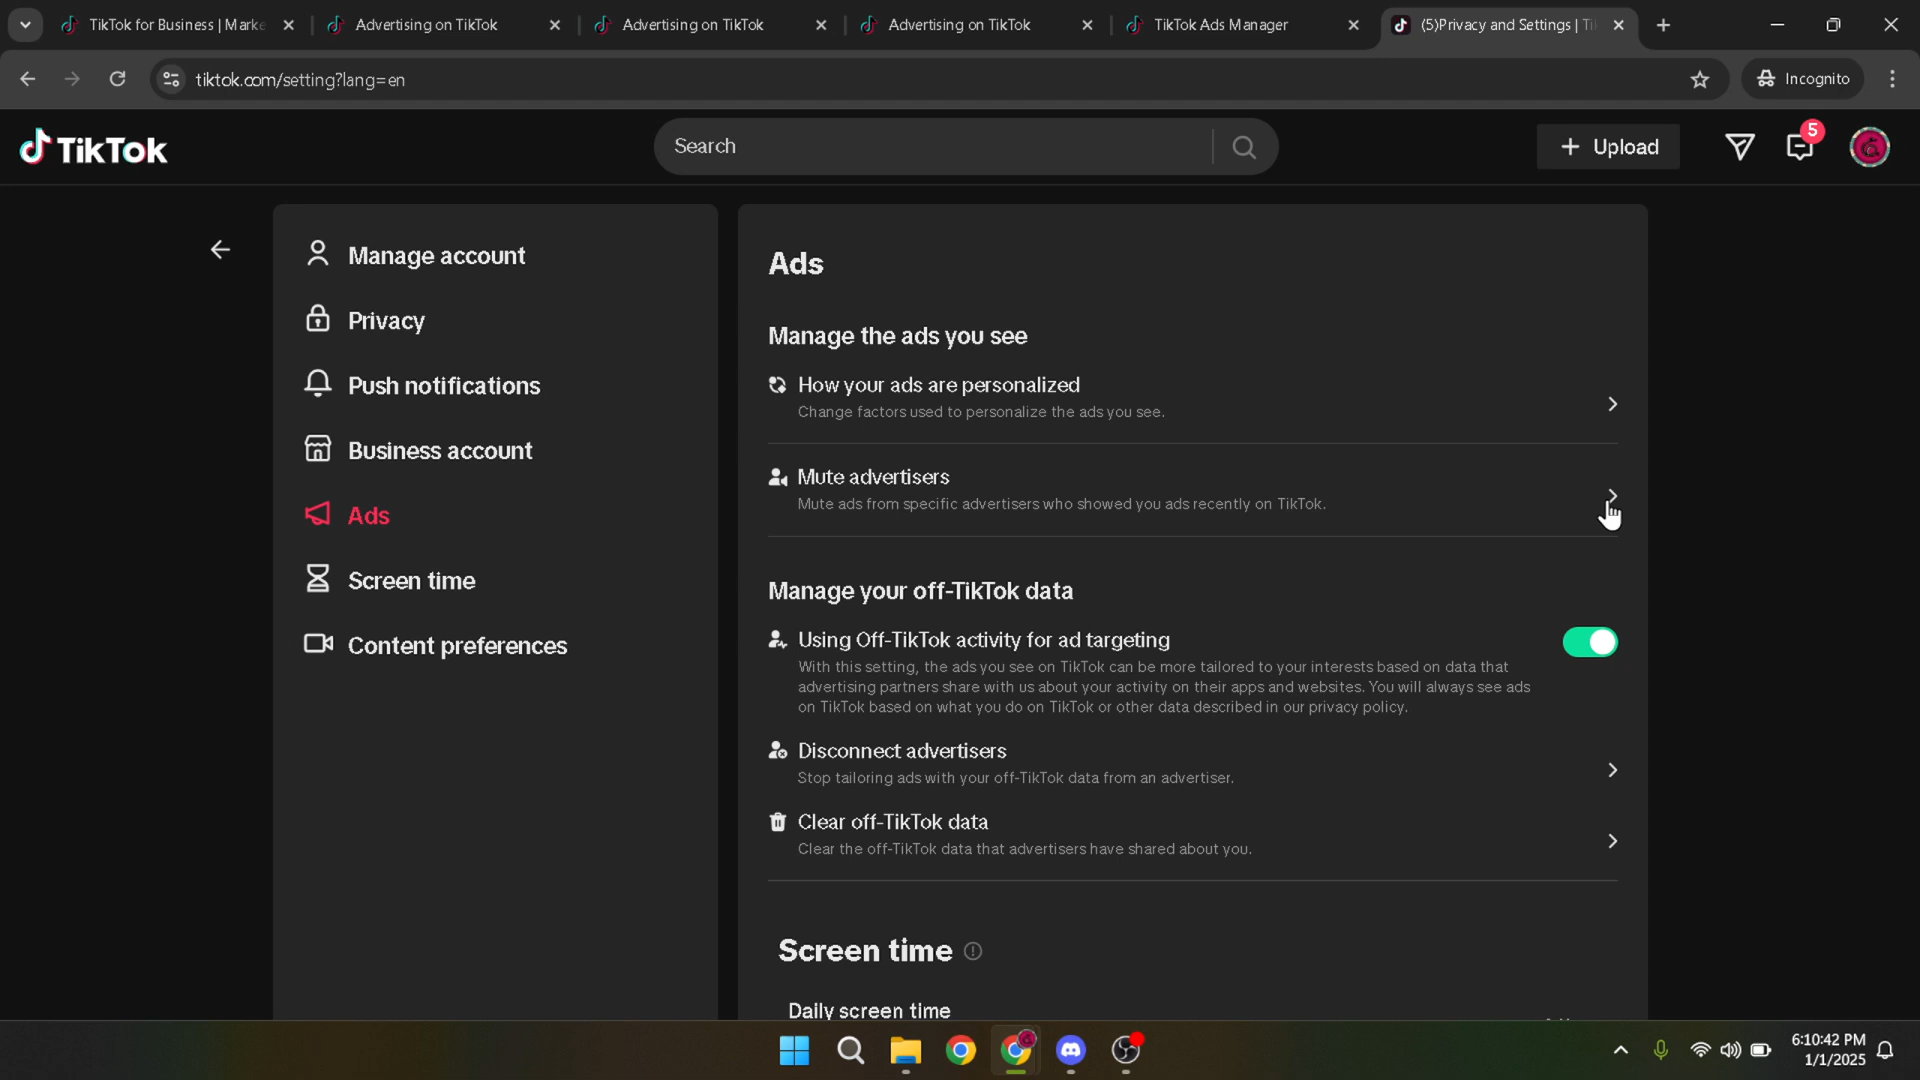 TikTok for Business | Marke
Advertising on TikTok
Advertising on TikTok
Advertising on TikTok
TikTok Ads Manager
(5)Privacy and Settings | Ti
tiktok.com/setting?lang=en
Incognito
TikTok
Search
Upload
5
Manage account
Privacy
Push notifications
Business account
Ads
Screen time
Content preferences
Ads
Manage the ads you see
How your ads are personalized
Change factors used to personalize the ads you see.
Mute advertisers
Mute ads from specific advertisers who showed you ads recently on TikTok.
Manage your off-TikTok data
Using Off-TikTok activity for ad targeting
With this setting, the ads you see on TikTok can be more tailored to your interests based on data that
advertising partners share with us about your activity on their apps and websites. You will always see ads
on TikTok based on what you do on TikTok or other data described in our privacy policy.
Disconnect advertisers
Stop tailoring ads with your off-TikTok data from an advertiser.
Clear off-TikTok data
Clear the off-TikTok data that advertisers have shared about you.
Screen time
Daily screen time
6:10:42 PM
1/1/2025